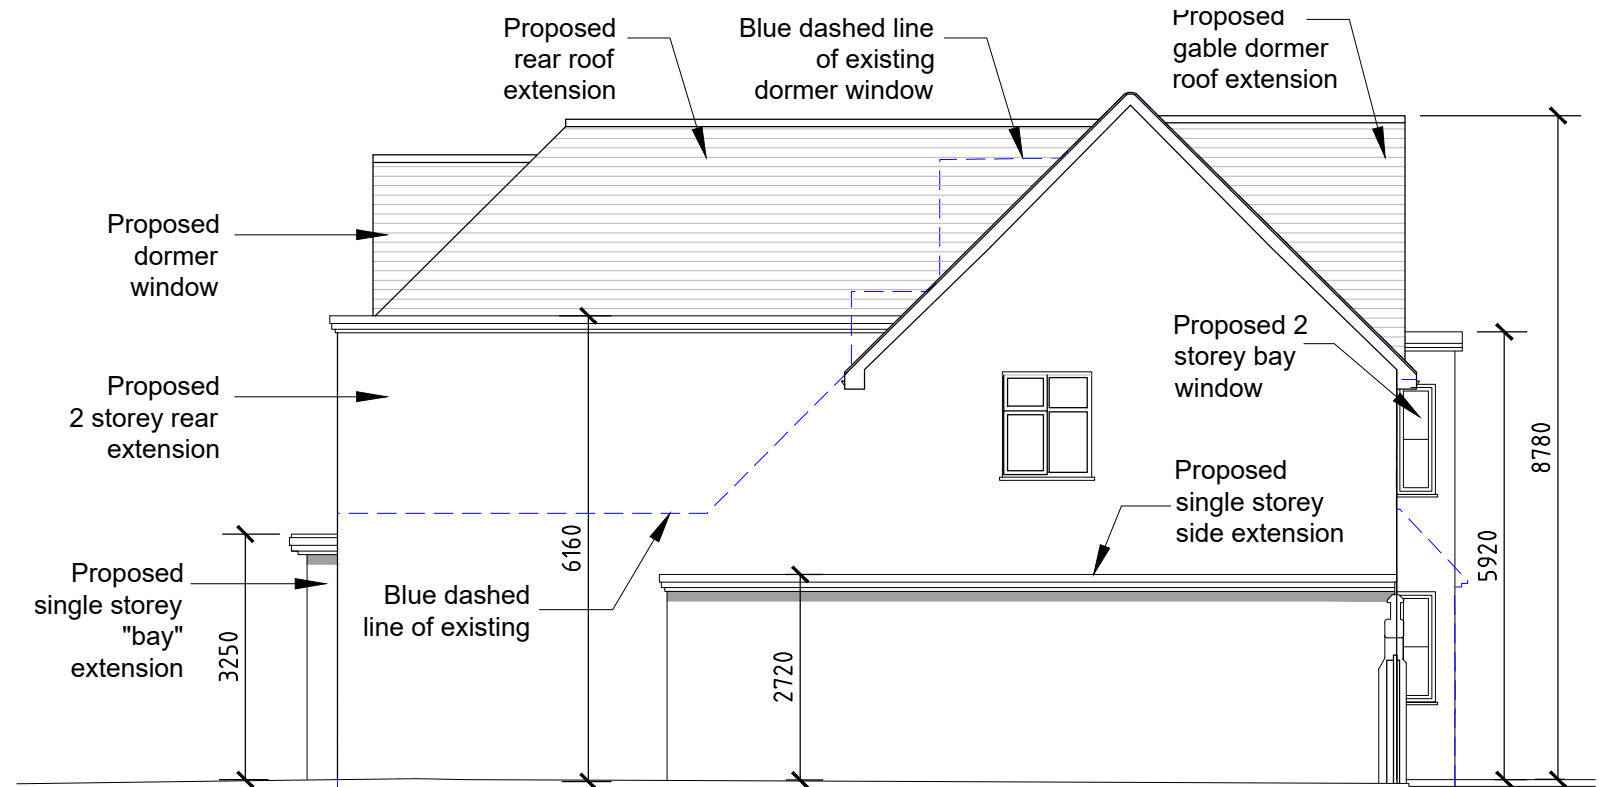 Proposed
rear roof
extension
Blue dashed line
of existing
dormer window
Proposed
gable dormer
roof extension
Proposed
dormer
window
Proposed 2
storey bay
window
Proposed
2 storey rear
extension
8780
Proposed
single storey
side extension
6160
5920
Proposed
single storey
"bay"
extension
3250
Blue dashed
line of existing
2720